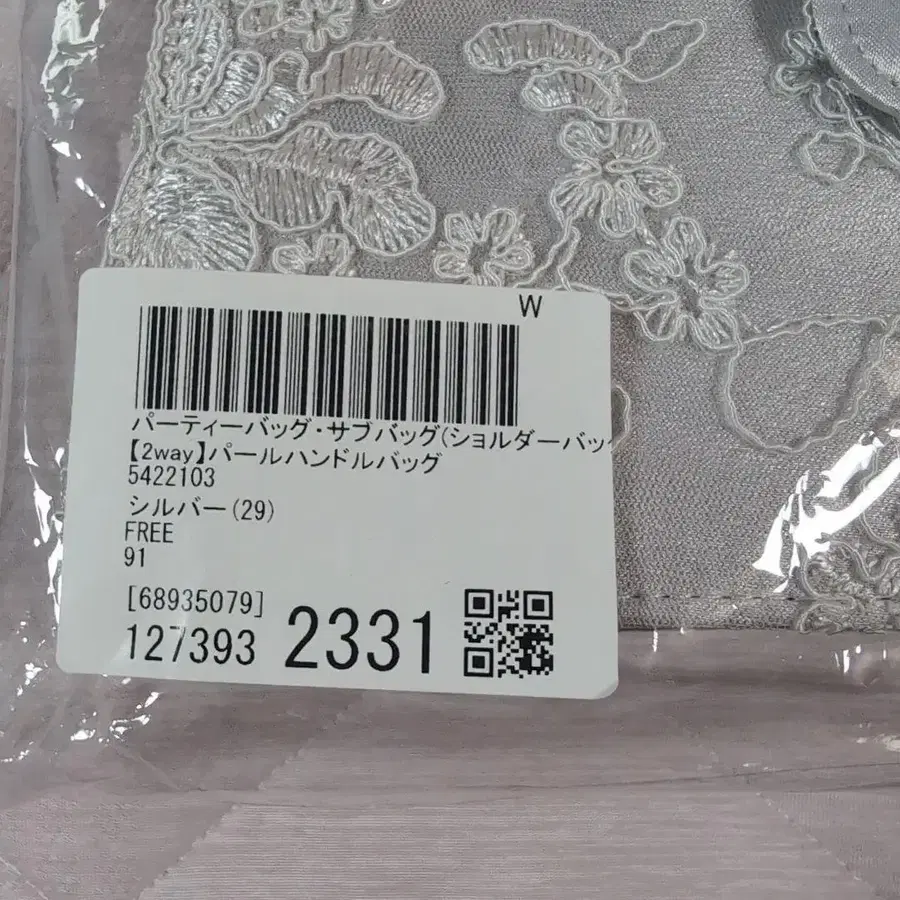 W
パーティーバッグ・サブバッグ(ショルダーバッ
【2way】パールハンドルバッグ
5422103
シルバー(29)
FREE
91
[68935079]
127393 2331